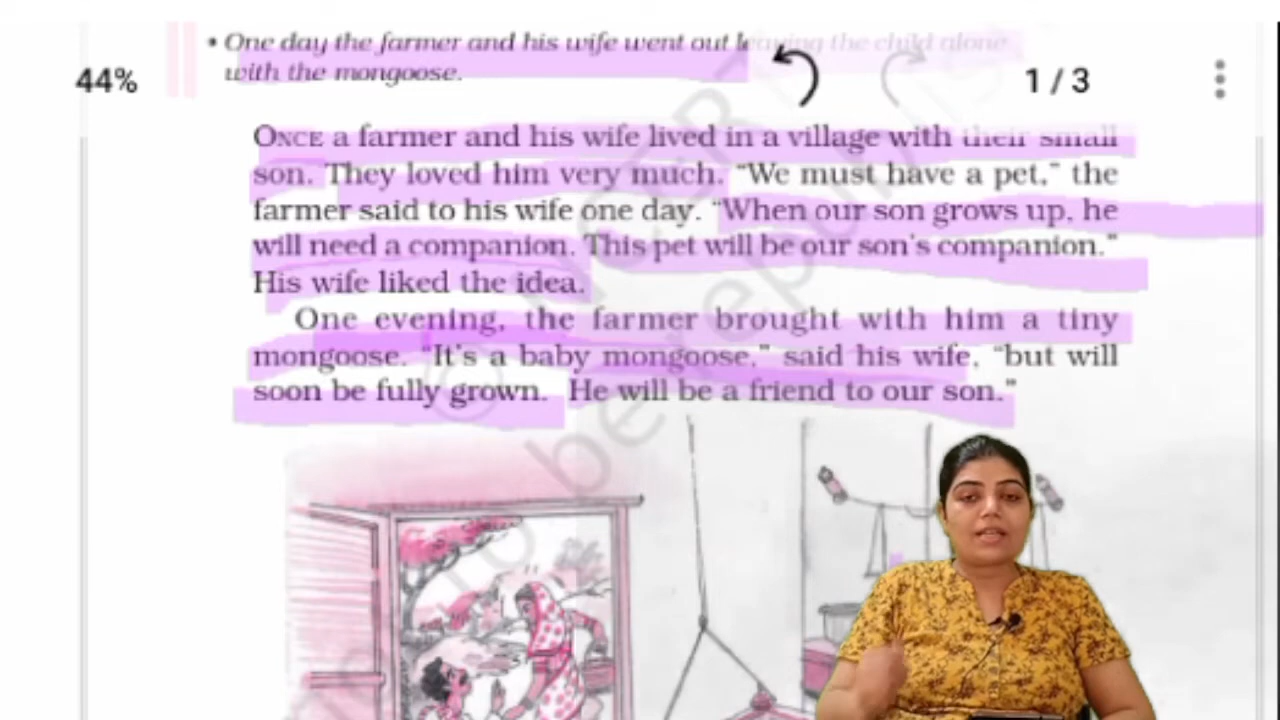 • One day the farmer and his wife went out leaving the child alone
with the mongoose.
44%
1 / 3
ONCE a farmer and his wife lived in a village with their small
son. They loved him very much. “We must have a pet,” the
farmer said to his wife one day. “When our son grows up, he
will need a companion. This pet will be our son's companion.”
His wife liked the idea.
One evening, the farmer brought with him a tiny
mongoose. “It's a baby mongoose,” said his wife, “but will
soon be fully grown. He will be a friend to our son.”